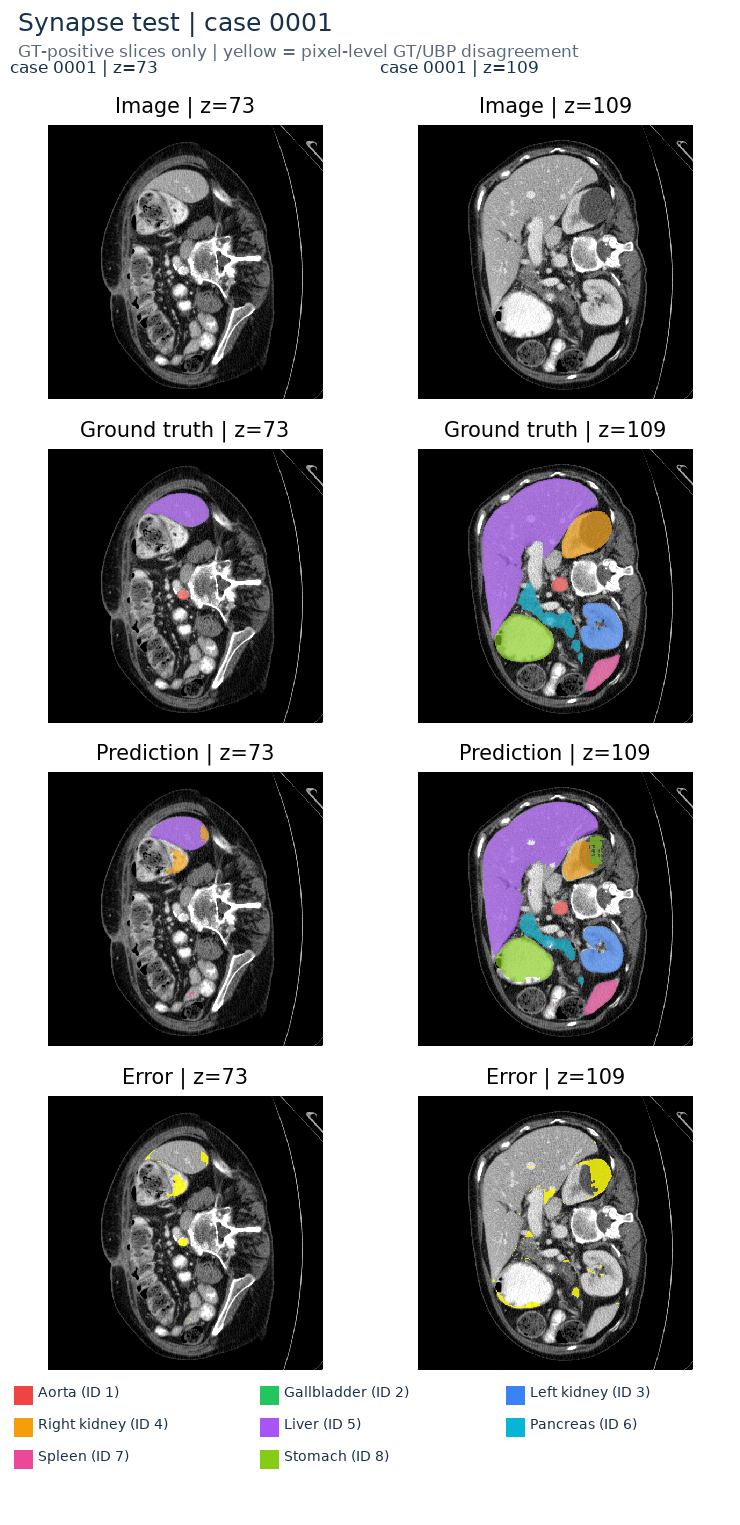 Synapse test | case 0001
GT-positive slices only | yellow = pixel-level GT/UBP disagreement
case 0001 | z=73
case 0001 | z=109
Image | z=73
Image | z=109
Ground truth | z=73
Ground truth | z=109
Prediction | z=73
Prediction | z=109
Error | z=73
Error | z=109
Aorta (ID 1)
Gallbladder (ID 2)
Left kidney (ID 3)
Right kidney (ID 4)
Liver (ID 5)
Pancreas (ID 6)
Spleen (ID 7)
Stomach (ID 8)